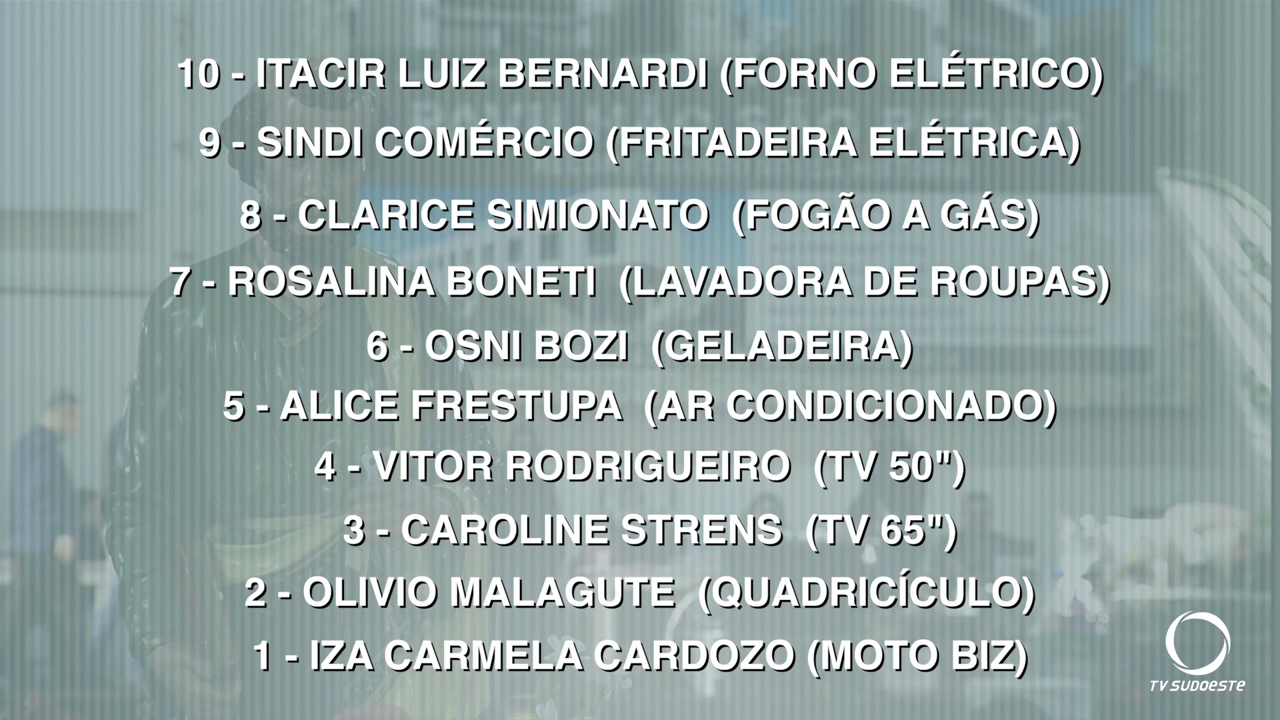 10 - ITACIR LUIZ BERNARDI (FORNO ELÉTRICO)
9 - SINDI COMÉRCIO (FRITADEIRA ELÉTRICA)
8 - CLARICE SIMIONATO (FOGÃO A GÁS)
7 - ROSALINA BONETI (LAVADORA DE ROUPAS)
6 - OSNI BOZI (GELADEIRA)
5 - ALICE FRESTUPA (AR CONDICIONADO)
4 - VITOR RODRIGUEIRO (TV 50")
3 - CAROLINE STRENS (TV 65")
2 - OLIVIO MALAGUTE (QUADRICÍCULO)
1 - IZA CARMELA CARDOZO (MOTO BIZ)
TV SUDOESTE